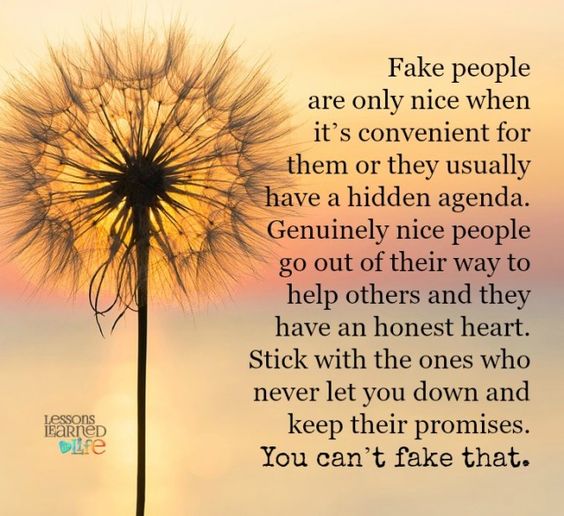 Fake people
are only nice when
it's convenient for
them or they usually
have a hidden agenda.
Genuinely nice people
go out of their way to
help others and they
have an honest heart.
Stick with the ones who
never let you down and
keep their promises.
You can't fake that.
Lessons
Learned
in Life